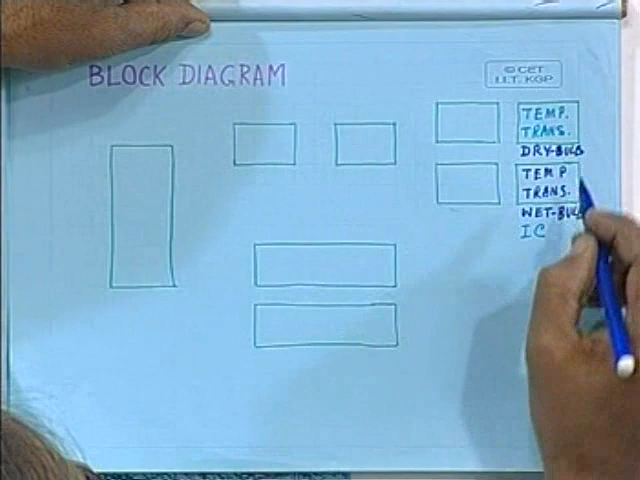 BLOCK DIAGRAM
© CET
I.I.T. KGP
TEMP.
TRANS.
DRY-BULB
TEMP
TRANS.
WET-BULB
IC